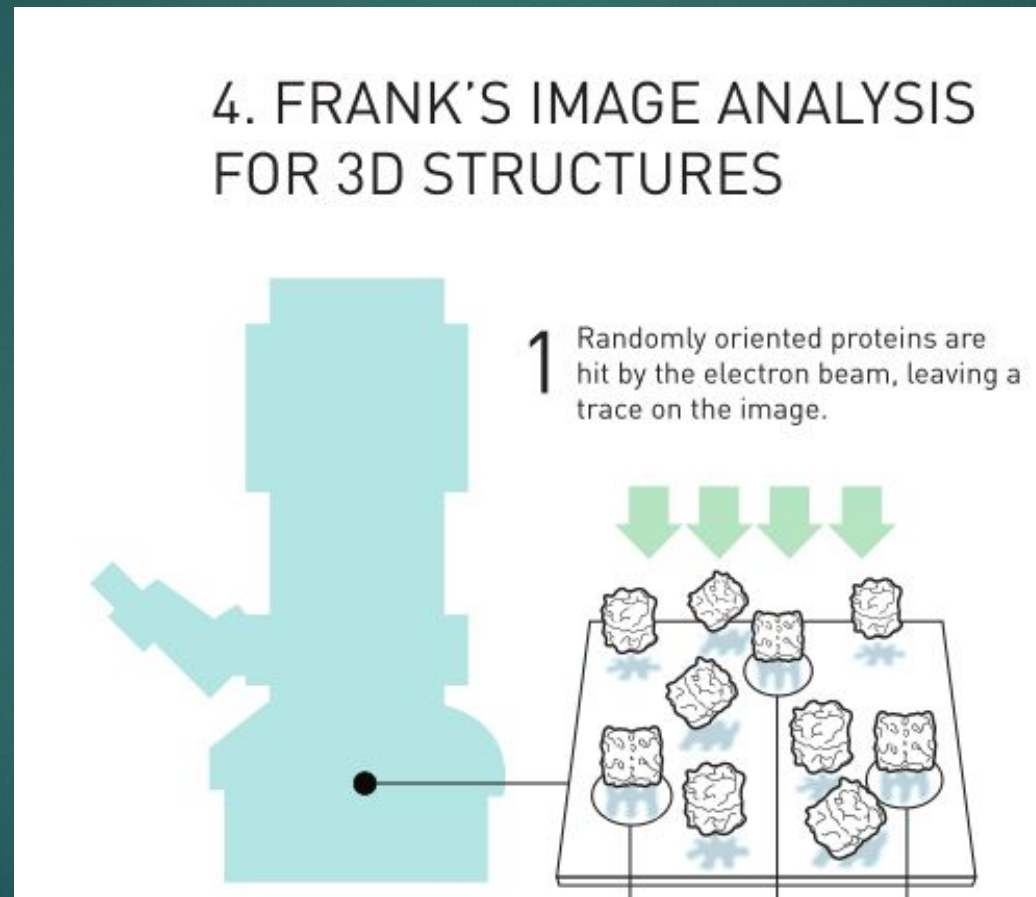 4. FRANK'S IMAGE ANALYSIS
FOR 3D STRUCTURES
1
Randomly oriented proteins are
hit by the electron beam, leaving a
trace on the image.